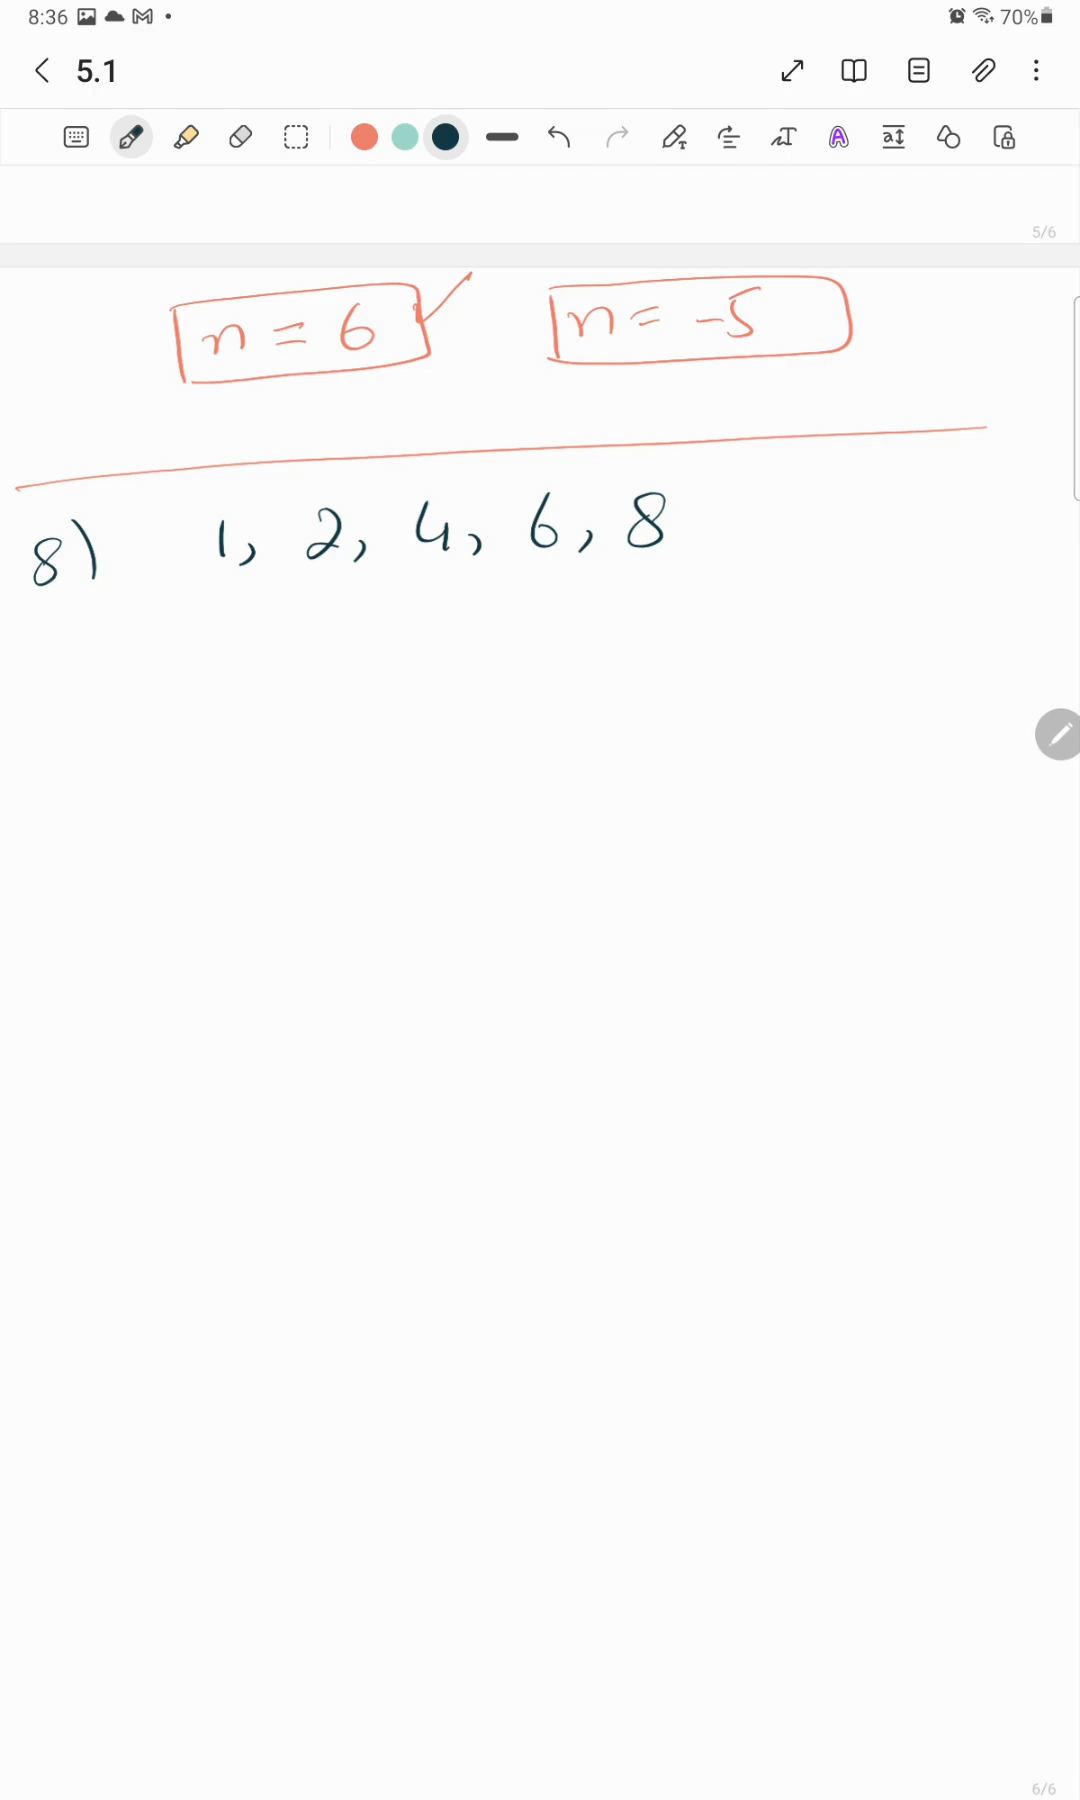 8:36 70%
5.1
5/6
n = 6 n = -5
8) 1, 2, 4, 6, 8
6/6